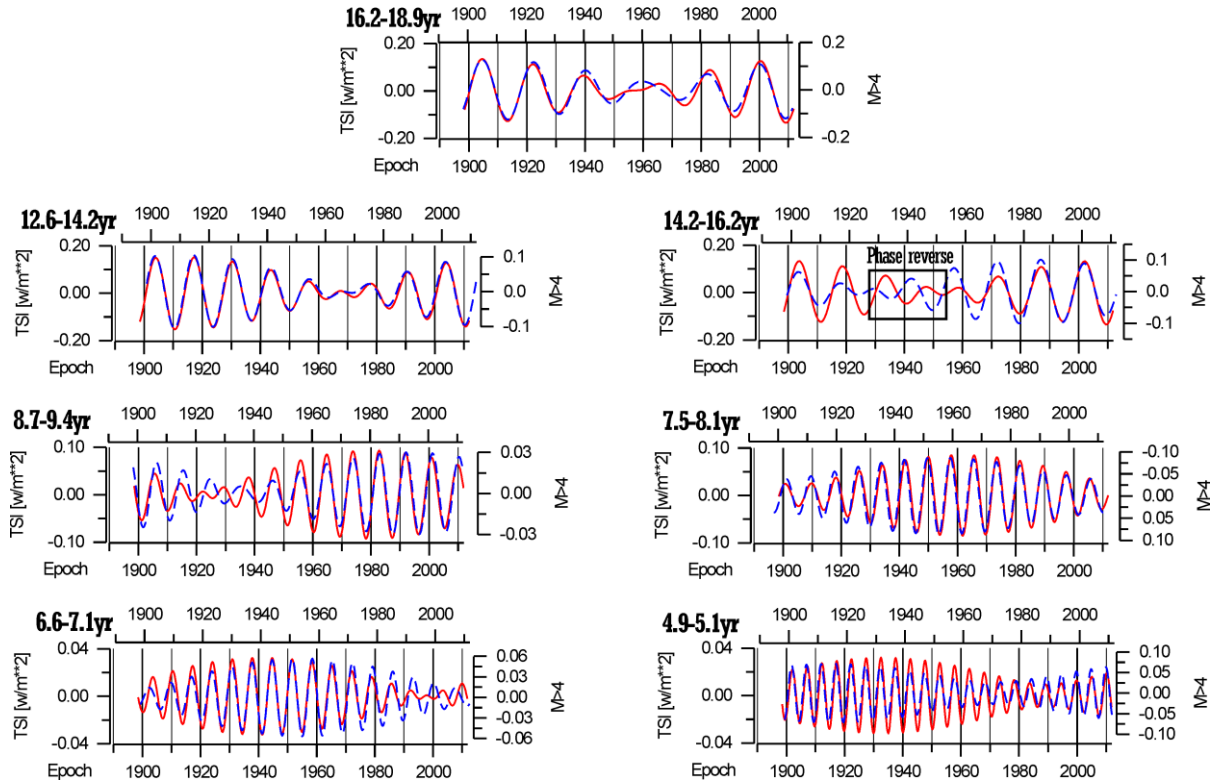 16.2-18.9yr
1900 1920 1940 1960 1980 2000
TSI [w/m**2]
0.20
0.00
-0.20
0.2
0.0
-0.2
M>4
Epoch
1900 1920 1940 1960 1980 2000
12.6-14.2yr
1900 1920 1940 1960 1980 2000
TSI [w/m**2]
0.20
0.00
-0.20
0.1
0.0
-0.1
M>4
Epoch
1900 1920 1940 1960 1980 2000
14.2-16.2yr
1900 1920 1940 1960 1980 2000
TSI [w/m**2]
0.20
0.00
-0.20
Phase reverse
0.1
0.0
-0.1
M>4
Epoch
1900 1920 1940 1960 1980 2000
8.7-9.4yr
1900 1920 1940 1960 1980 2000
TSI [w/m**2]
0.10
0.00
-0.10
0.03
0.00
-0.03
M>4
Epoch
1900 1920 1940 1960 1980 2000
7.5-8.1yr
1900 1920 1940 1960 1980 2000
TSI [w/m**2]
0.10
0.00
-0.10
-0.10
-0.05
0.00
0.05
0.10
M>4
Epoch
1900 1920 1940 1960 1980 2000
6.6-7.1yr
1900 1920 1940 1960 1980 2000
TSI [w/m**2]
0.04
0.00
-0.04
0.06
0.03
0.00
-0.03
-0.06
M>4
Epoch
1900 1920 1940 1960 1980 2000
4.9-5.1yr
1900 1920 1940 1960 1980 2000
TSI [w/m**2]
0.04
0.00
-0.04
0.10
0.05
0.00
-0.05
-0.10
M>4
Epoch
1900 1920 1940 1960 1980 2000